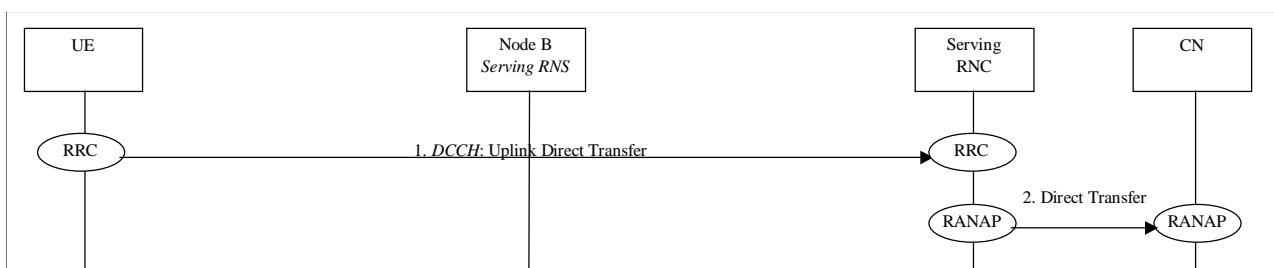 UE
Node B
Serving RNS
Serving
RNC
CN
RRC
1. DCCH: Uplink Direct Transfer
RRC
2. Direct Transfer
RANAP
RANAP